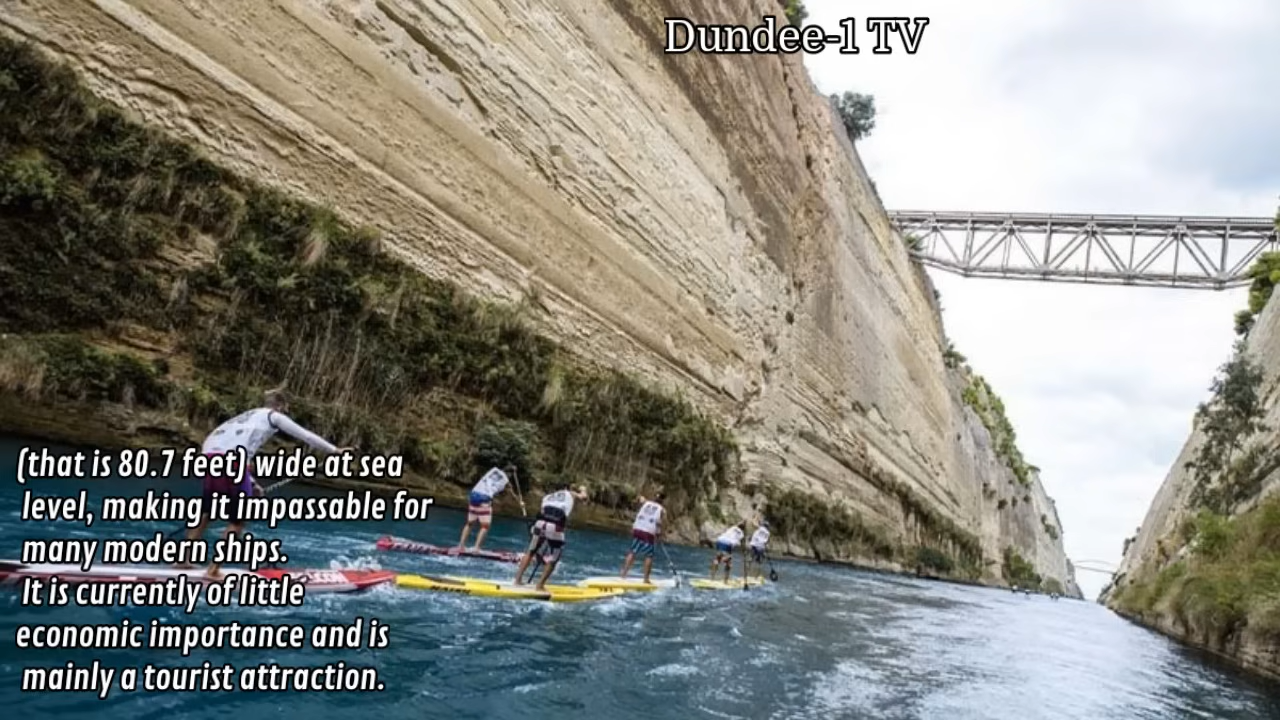 Dundee-1 TV
(that is 80.7 feet) wide at sea
level, making it impassable for
many modern ships.
It is currently of little
economic importance and is
mainly a tourist attraction.